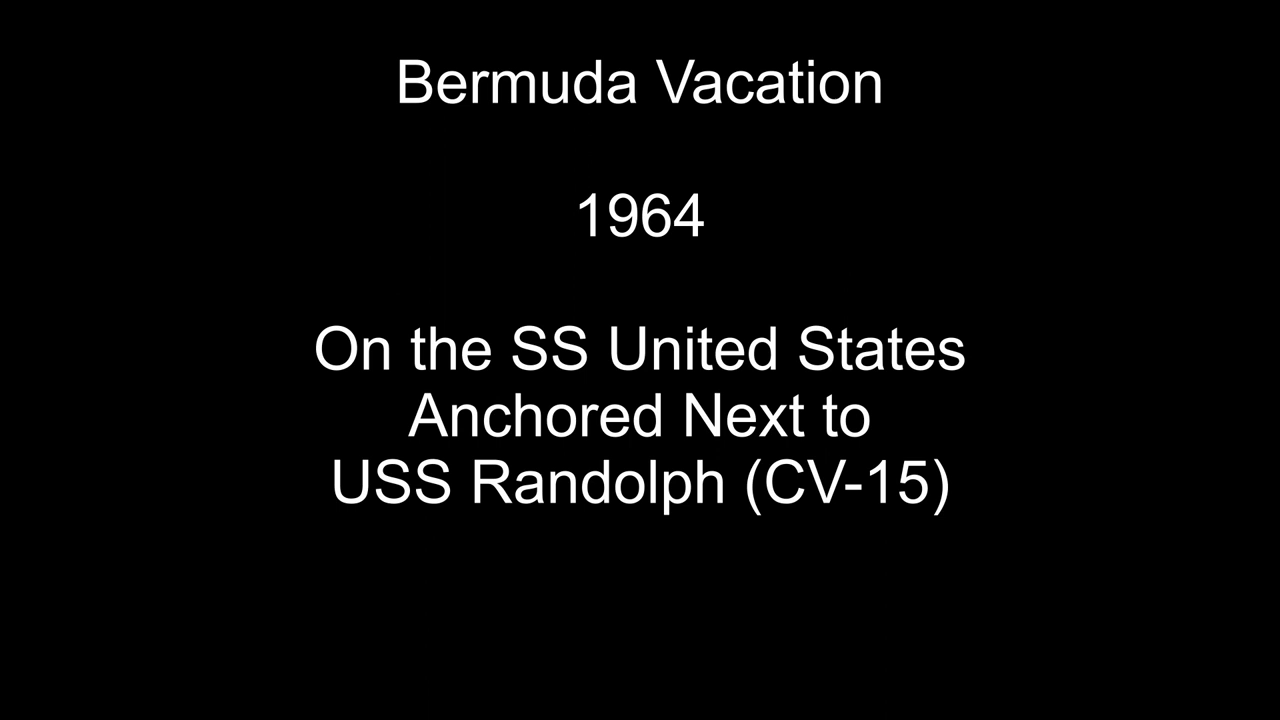 Bermuda Vacation
1964
On the SS United States
Anchored Next to
USS Randolph (CV-15)